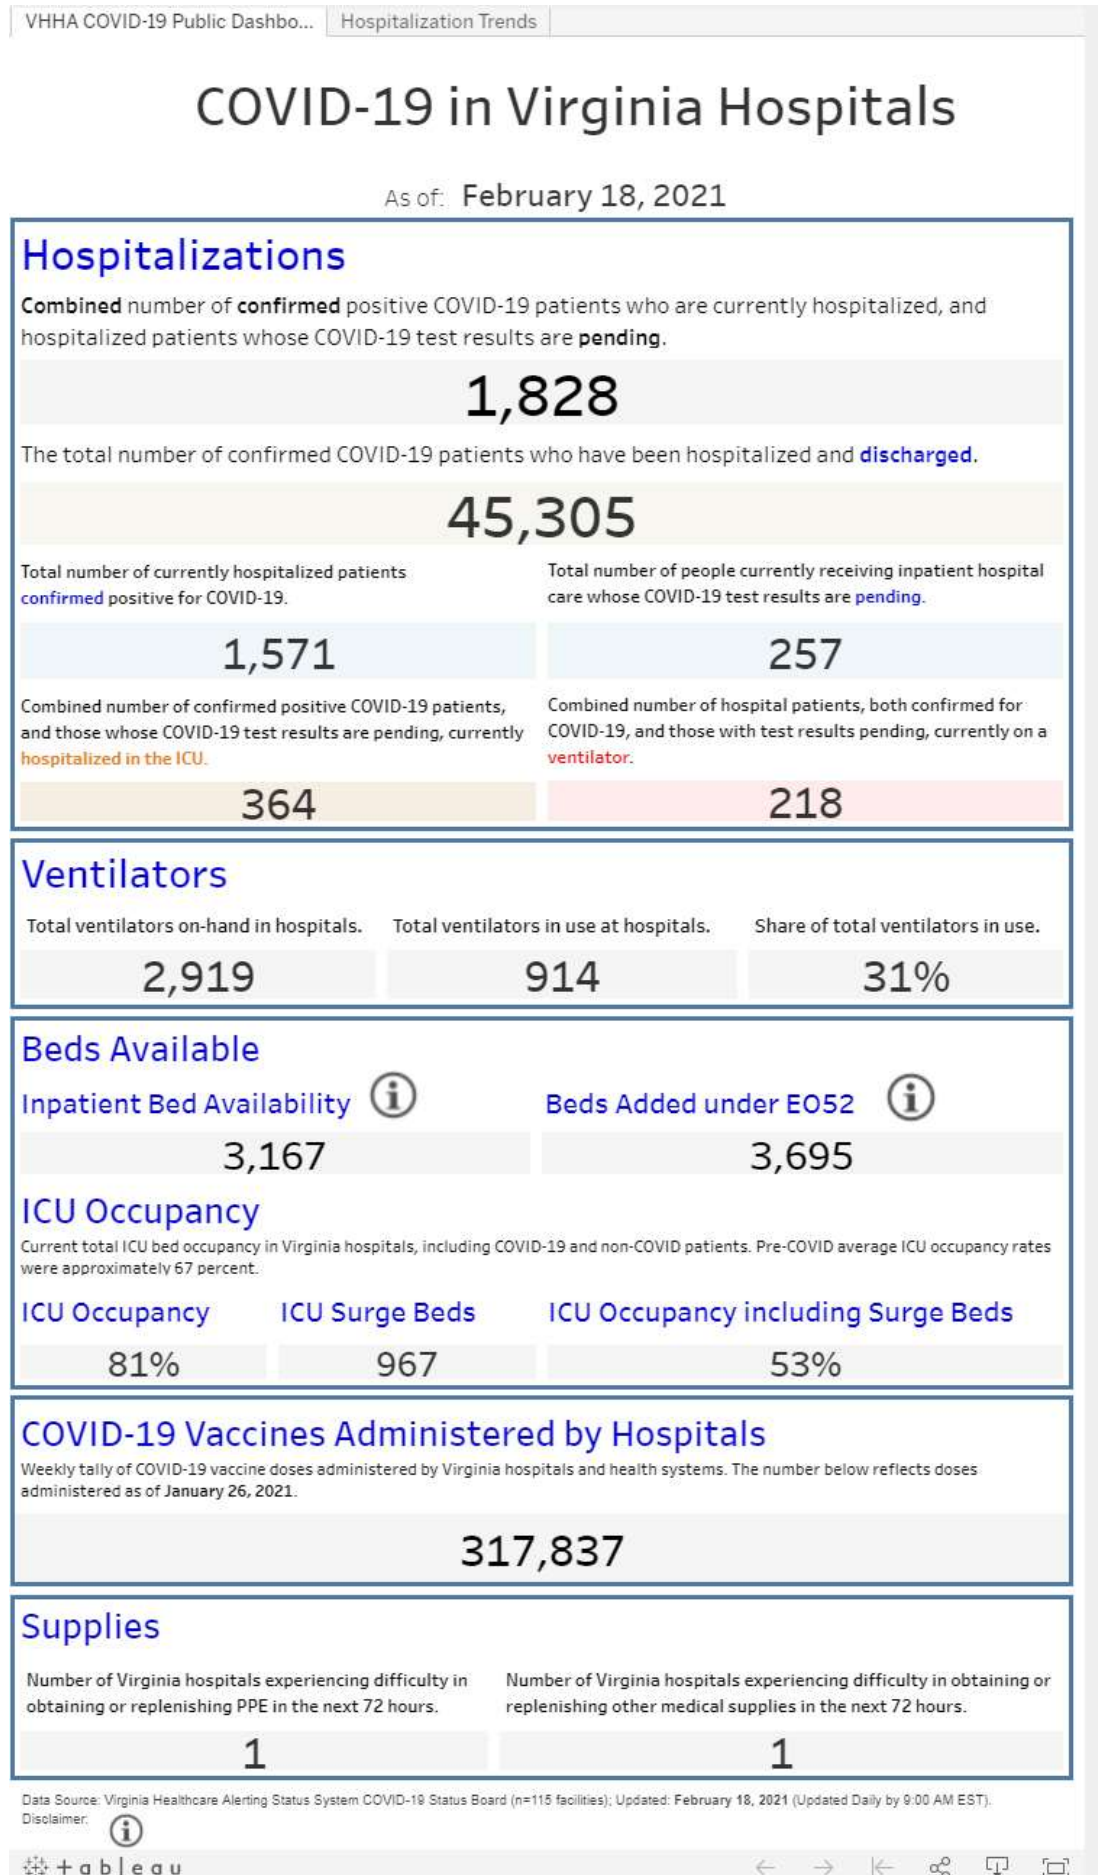 VHHA COVID-19 Public Dashbo...
Hospitalization Trends
COVID-19 in Virginia Hospitals
As of: February 18, 2021
Hospitalizations
Combined number of confirmed positive COVID-19 patients who are currently hospitalized, and
hospitalized patients whose COVID-19 test results are pending.
1,828
The total number of confirmed COVID-19 patients who have been hospitalized and discharged.
45,305
Total number of currently hospitalized patients
confirmed positive for COVID-19.
Total number of people currently receiving inpatient hospital
care whose COVID-19 test results are pending.
1,571
257
Combined number of confirmed positive COVID-19 patients,
and those whose COVID-19 test results are pending, currently
hospitalized in the ICU.
Combined number of hospital patients, both confirmed for
COVID-19, and those with test results pending, currently on a
ventilator.
364
218
Ventilators
Total ventilators on-hand in hospitals.
Total ventilators in use at hospitals.
Share of total ventilators in use.
2,919
914
31%
Beds Available
Inpatient Bed Availability
Beds Added under EO52
3,167
3,695
ICU Occupancy
Current total ICU bed occupancy in Virginia hospitals, including COVID-19 and non-COVID patients. Pre-COVID average ICU occupancy rates
were approximately 67 percent.
ICU Occupancy
ICU Surge Beds
ICU Occupancy including Surge Beds
81%
967
53%
COVID-19 Vaccines Administered by Hospitals
Weekly tally of COVID-19 vaccine doses administered by Virginia hospitals and health systems. The number below reflects doses
administered as of January 26, 2021.
317,837
Supplies
Number of Virginia hospitals experiencing difficulty in
obtaining or replenishing PPE in the next 72 hours.
Number of Virginia hospitals experiencing difficulty in obtaining or
replenishing other medical supplies in the next 72 hours.
1
1
Data Source: Virginia Healthcare Alerting Status System COVID-19 Status Board (n=115 facilities); Updated: February 18, 2021 (Updated Daily by 9:00 AM EST).
Disclaimer:
+ableau